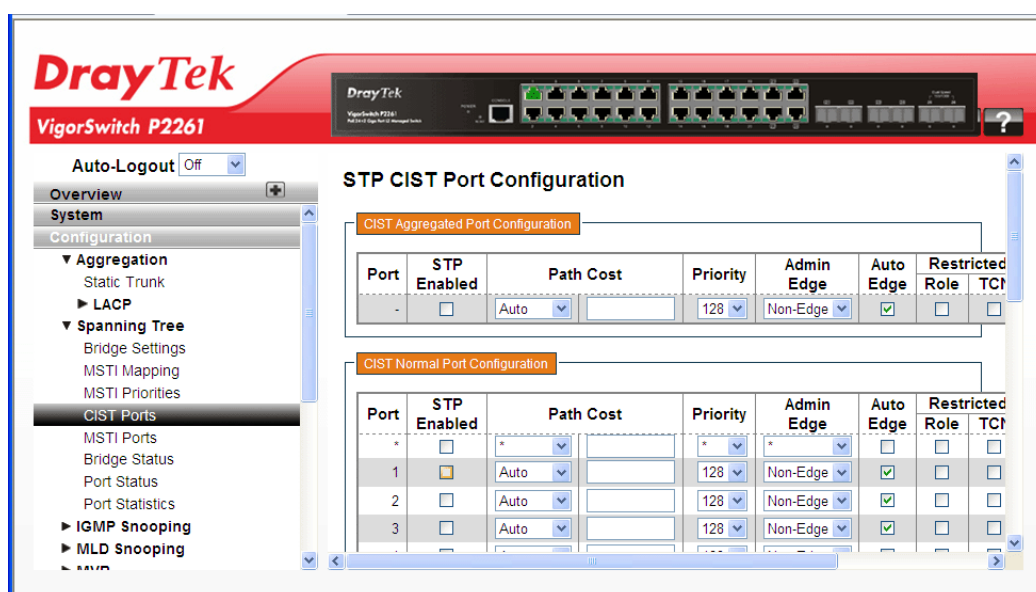 DrayTek
VigorSwitch P2261
DrayTek
VigorSwitch P2261
?
Auto-Logout Off
Overview
System
Configuration
▼ Aggregation
Static Trunk
► LACP
▼ Spanning Tree
Bridge Settings
MSTI Mapping
MSTI Priorities
CIST Ports
MSTI Ports
Bridge Status
Port Status
Port Statistics
► IGMP Snooping
► MLD Snooping
STP CIST Port Configuration
CIST Aggregated Port Configuration
Port STP Enabled Path Cost Priority Admin Edge Auto Edge Restricted Role TCN
- Auto 128 Non-Edge
CIST Normal Port Configuration
Port STP Enabled Path Cost Priority Admin Edge Auto Edge Restricted Role TCN
* * * *
1 Auto 128 Non-Edge
2 Auto 128 Non-Edge
3 Auto 128 Non-Edge